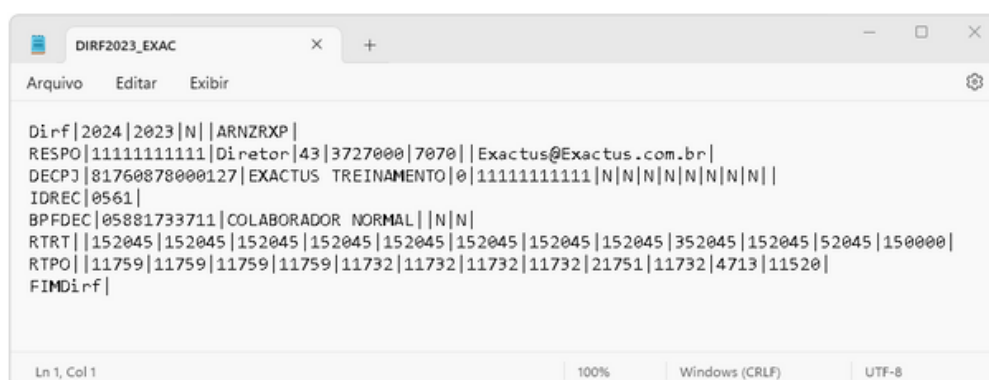 DIRF2023_EXAC
Arquivo Editar Exibir
Dirf|2024|2023|N||ARNZRXP|
RESPO|11111111111|Diretor|43|3727000|7070||Exactus@Exactus.com.br|
DECPJ|81760878000127|EXACTUS TREINAMENTO|0|11111111111|N|N|N|N|N|N|N|N||
IDREC|0561|
BPFDEC|05881733711|COLABORADOR NORMAL||N|N|
RTRT||152045|152045|152045|152045|152045|152045|152045|152045|352045|152045|52045|150000|
RTPO||11759|11759|11759|11759|11732|11732|11732|11732|21751|11732|4713|11520|
FIMDirf|
Ln 1, Col 1 100% Windows (CRLF) UTF-8